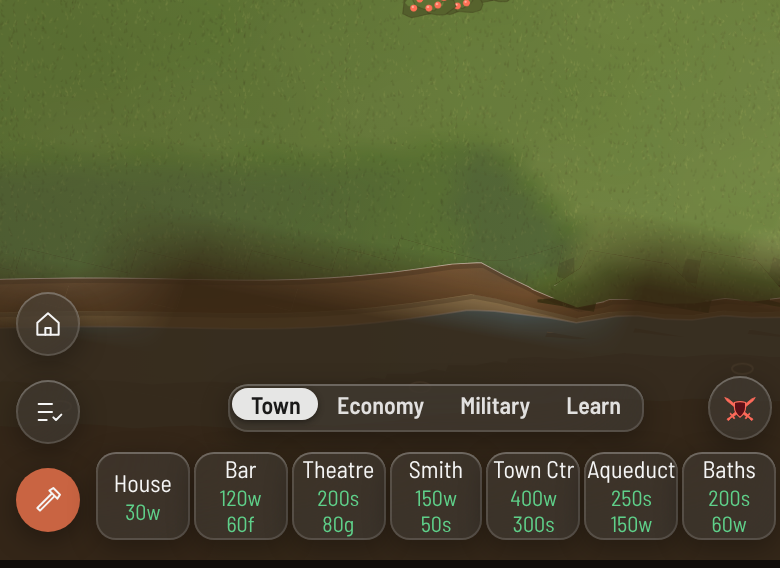 Town Economy Military Learn
House
30w
Bar
120w
60f
Theatre
200s
80g
Smith
150w
50s
Town Ctr
400w
300s
Aqueduct
250s
150w
Baths
200s
60w